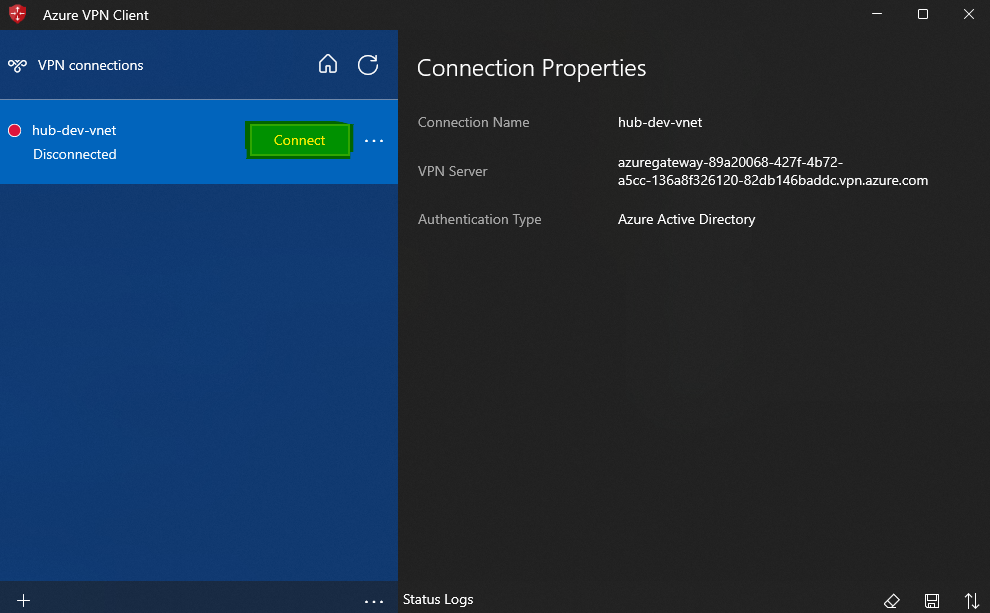 Azure VPN Client
VPN connections
hub-dev-vnet
Connect
Disconnected
Connection Properties
Connection Name
hub-dev-vnet
VPN Server
azuregateway-89a20068-427f-4b72-
a5cc-136a8f326120-82db146baddc.vpn.azure.com
Authentication Type
Azure Active Directory
Status Logs